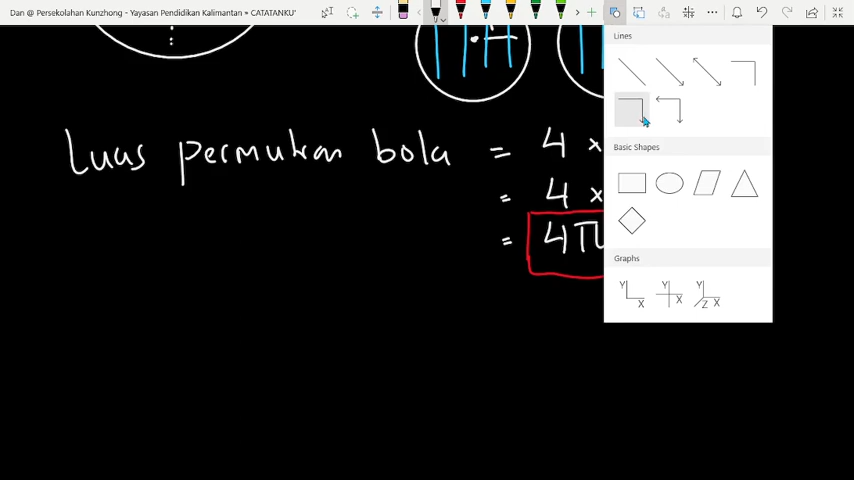 Dan @ Persekolahan Kunzhong - Yayasan Pendidikan Kalimantan » CATATANKU*
Lines
Luas permukaan bola = 4 ×
= 4 ×
= 4π
Basic Shapes
Graphs
Y X
Y X
Y Z X